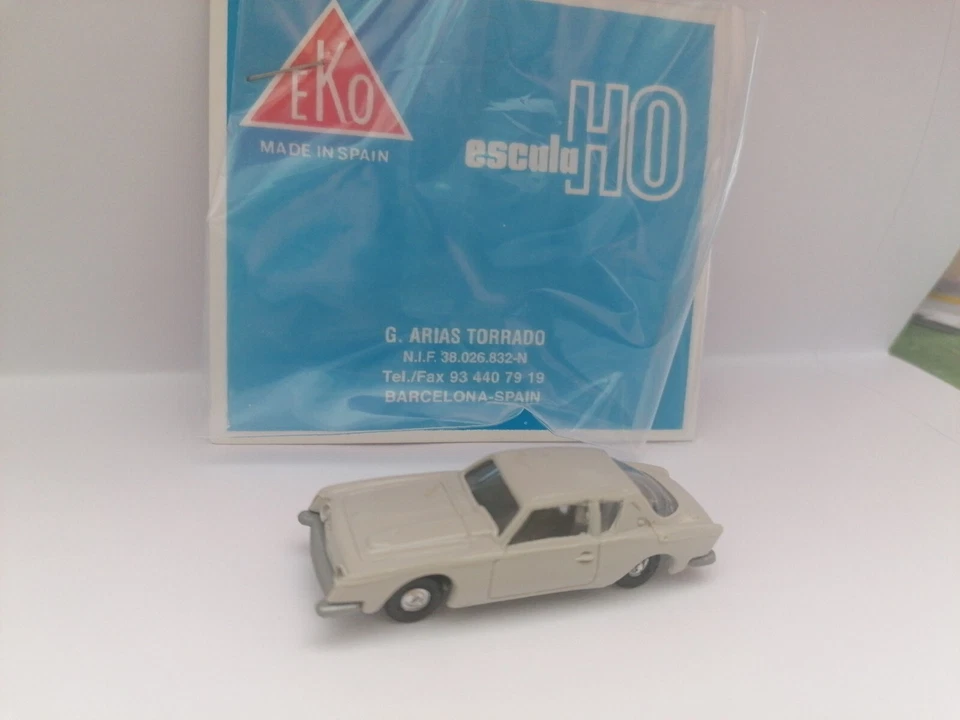 EKO
MADE IN SPAIN
escala HO
G. ARIAS TORRADO
N.I.F. 38.026.832-N
Tel./Fax 93 440 79 19
BARCELONA-SPAIN